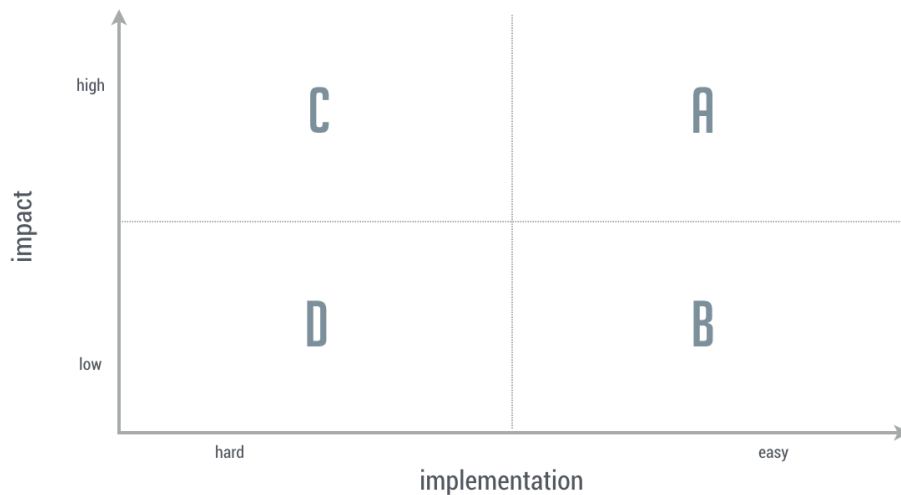 high
C
A
impact
D
B
low
hard
easy
implementation